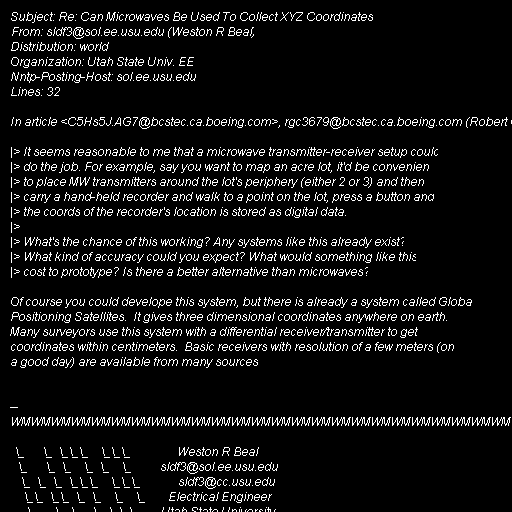 Subject: Re: Can Microwaves Be Used To Collect XYZ Coordinates
From: sldf3@sol.ee.usu.edu (Weston R Beal)
Distribution: world
Organization: Utah State Univ. EE
Nntp-Posting-Host: sol.ee.usu.edu
Lines: 32
In article <C5Hs5J.AG7@bcstec.ca.boeing.com>, rgc3679@bcstec.ca.boeing.com (Robert
|> It seems reasonable to me that a microwave transmitter-receiver setup could
|> do the job. For example, say you want to map an acre lot, it'd be convenien
|> to place MW transmitters around the lot's periphery (either 2 or 3) and then
|> carry a hand-held recorder and walk to a point on the lot, press a button and
|> the coords of the recorder's location is stored as digital data.
|>
|> What's the chance of this working? Any systems like this already exist?
|> What kind of accuracy could you expect? What would something like this
|> cost to prototype? Is there a better alternative than microwaves?
Of course you could develope this system, but there is already a system called Globa
Positioning Satellites. It gives three dimensional coordinates anywhere on earth.
Many surveyors use this system with a differential receiver/transmitter to get
coordinates within centimeters. Basic receivers with resolution of a few meters (on
a good day) are available from many sources
--
WMWMWMWMWMWMWMWMWMWMWMWMWMWMWMWMWMWMWMWMWMWMWMWMWM
L L L L L L L L Weston R Beal
L L L L L L L sldf3@sol.ee.usu.edu
L L L L L L L L L sldf3@cc.usu.edu
L L L L L L L Electrical Engineer
L L L L L L L Utah State University